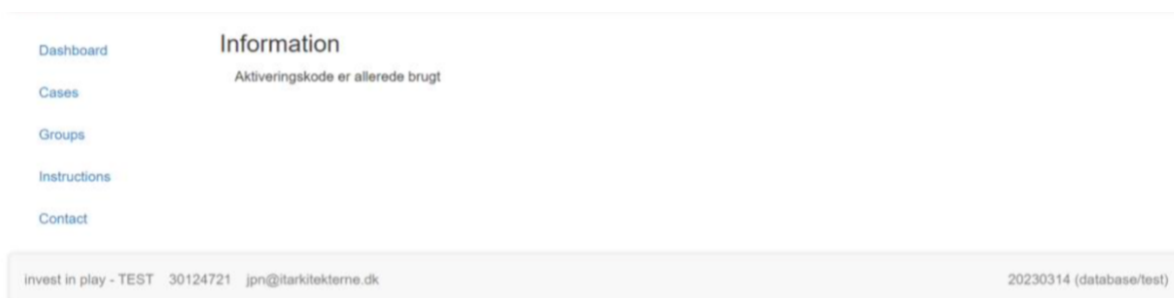 Dashboard
Cases
Groups
Instructions
Contact
Information
Aktiveringskode er allerede brugt
invest in play - TEST 30124721 jpn@itarkitekterne.dk
20230314 (database/test)